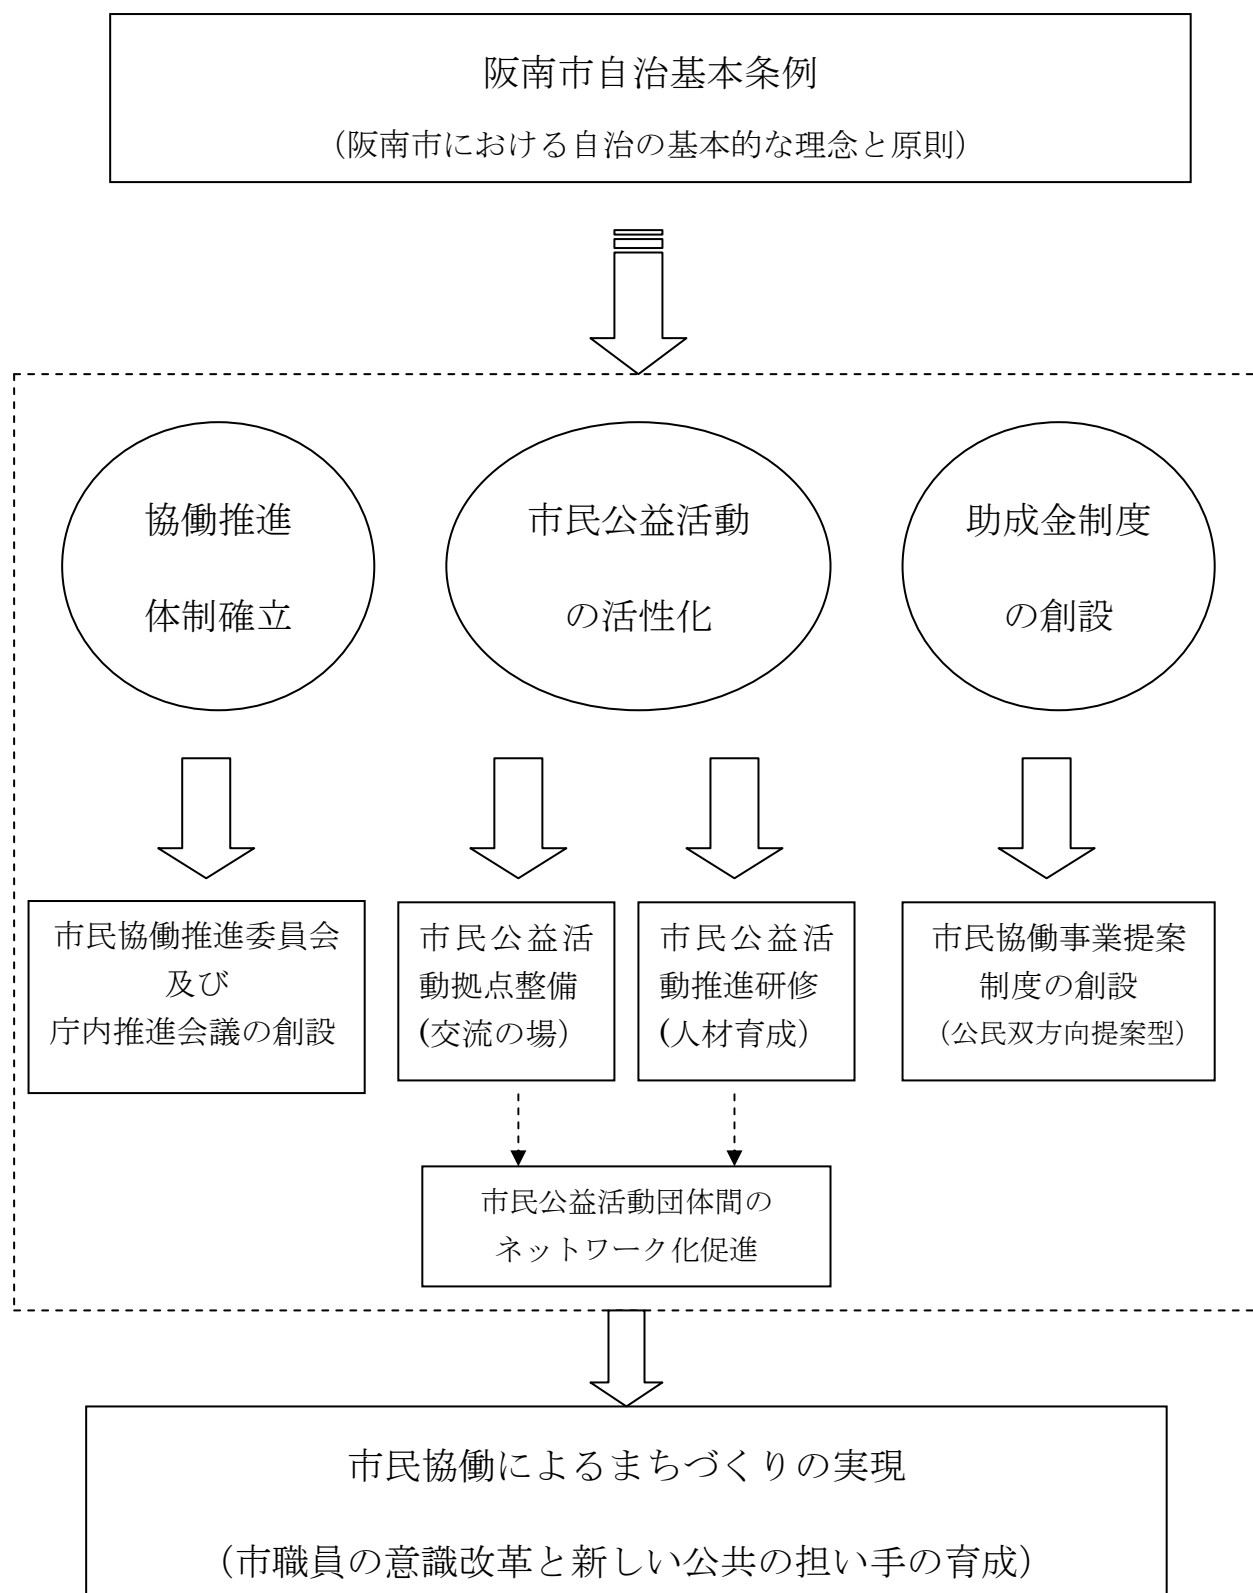 阪南市自治基本条例
（阪南市における自治の基本的な理念と原則）
協働推進
体制確立
市民公益活動
の活性化
助成金制度
の創設
市民協働推進委員会
及び
庁内推進会議の創設
市民公益活
動拠点整備
(交流の場）
市民公益活
動推進研修
(人材育成）
市民協働事業提案
制度の創設
（公民双方向提案型）
市民公益活動団体間の
ネットワーク化促進
市民協働によるまちづくりの実現
（市職員の意識改革と新しい公共の担い手の育成）